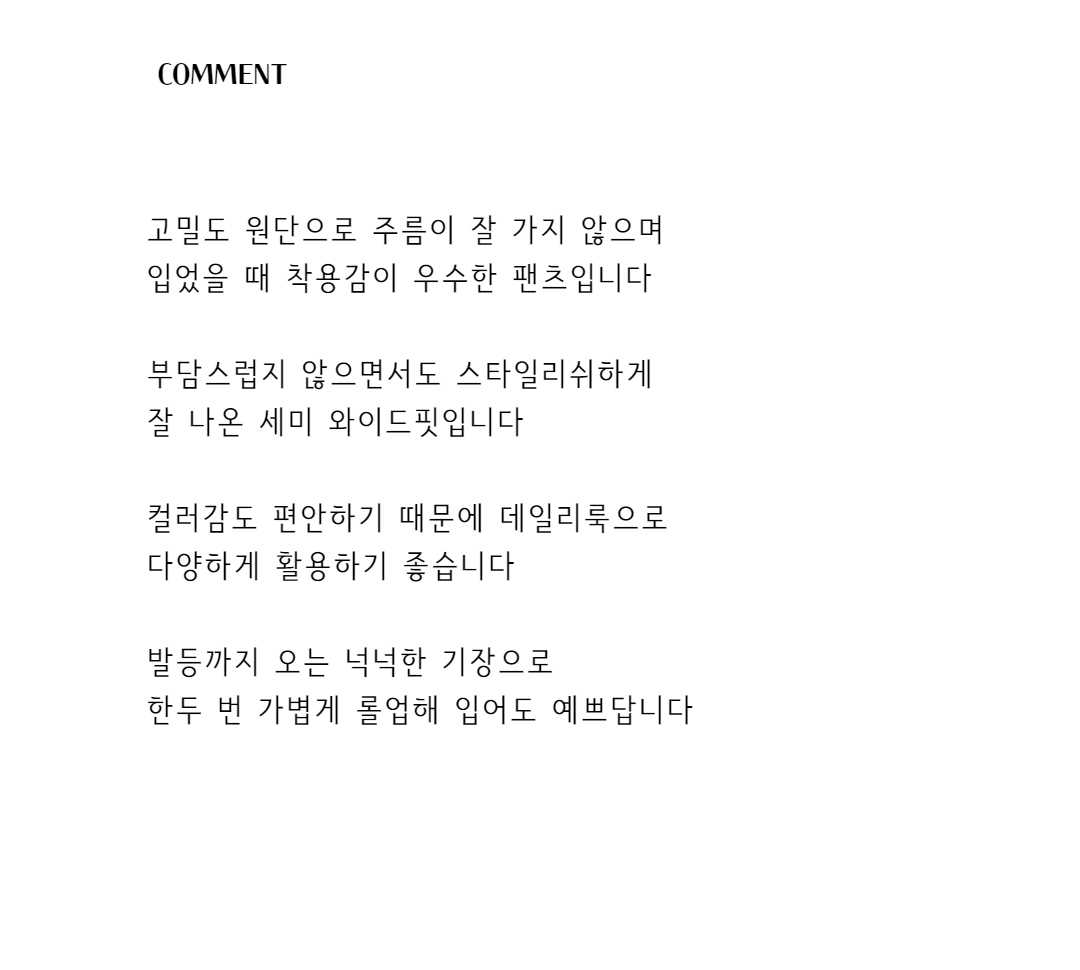 COMMENT
고밀도 원단으로 주름이 잘 가지 않으며
입었을 때 착용감이 우수한 팬츠입니다
부담스럽지 않으면서도 스타일리쉬하게
잘 나온 세미 와이드핏입니다
컬러감도 편안하기 때문에 데일리룩으로
다양하게 활용하기 좋습니다
발등까지 오는 넉넉한 기장으로
한두 번 가볍게 롤업해 입어도 예쁘답니다